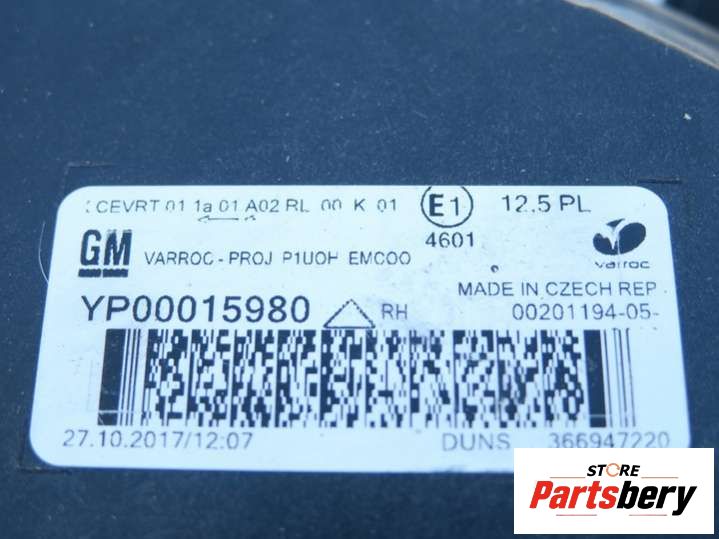 XCEVRT 01 1a 01 A02 RL 00 K 01
E1
12.5 PL
4601
GM
VARROC - PROJ P1UOH EMCOO
varroc
MADE IN CZECH REP
YP00015980
RH
00201194-05-
27.10.2017/12:07
DUNS 366947220
STORE
Partsbery